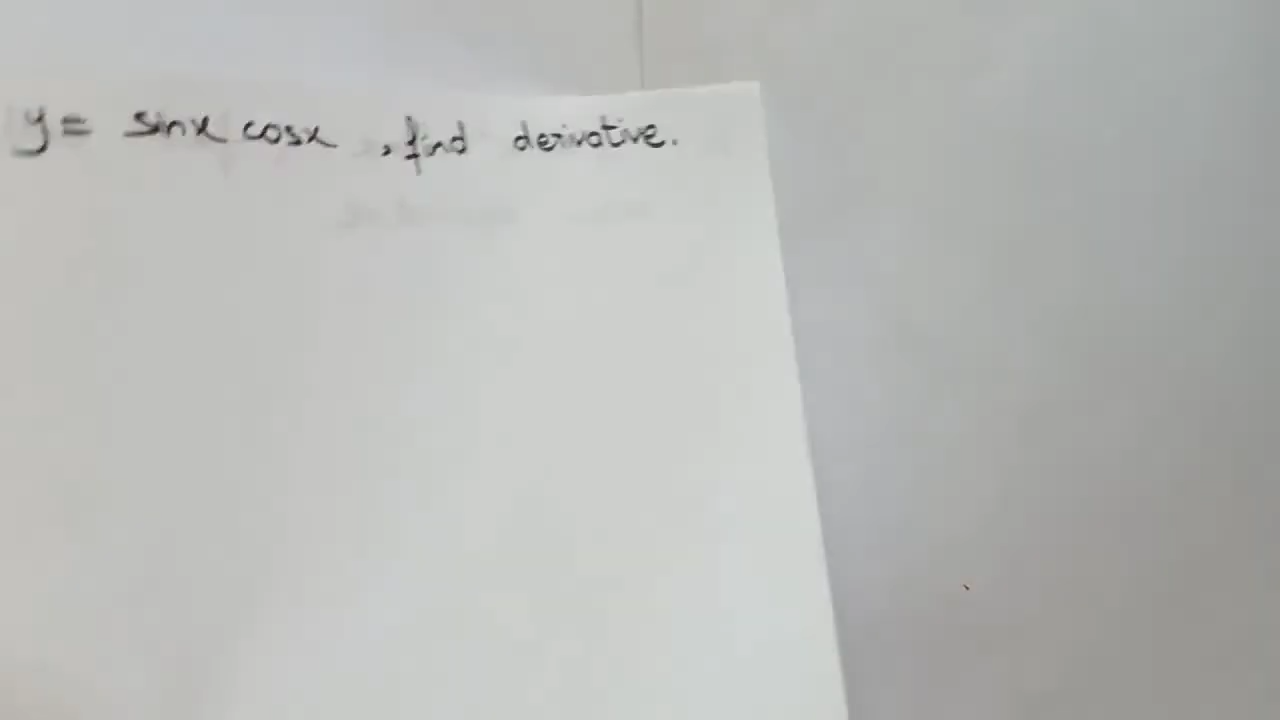 y = sinx cosx , find derivative.